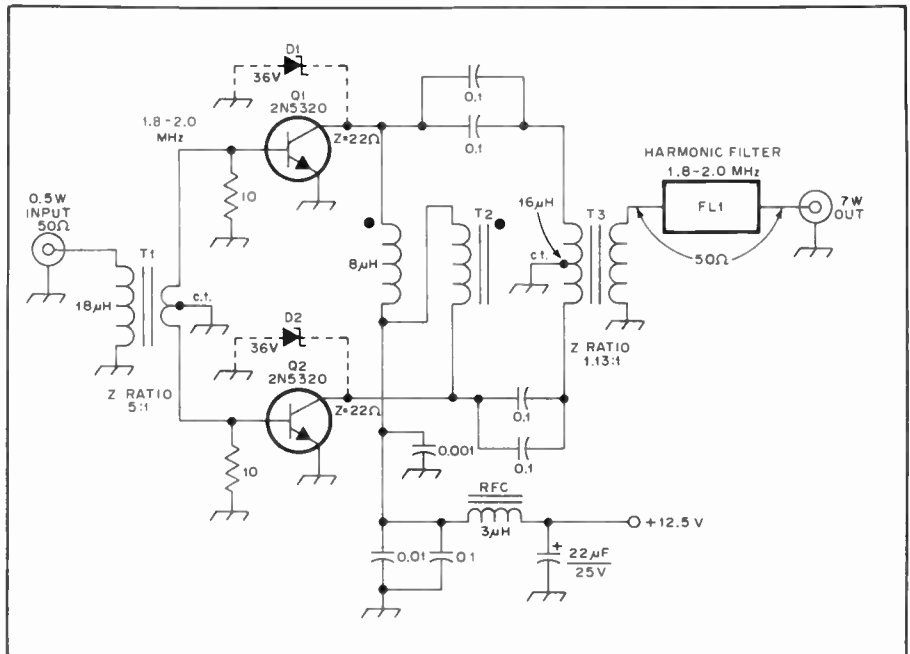 D1
36V
Q1
2N5320
1.8-2.0
MHz
Z=22Ω
0.1
0.1
HARMONIC FILTER
1.8-2.0 MHz
FL1
7W
OUT
50Ω
0.5W
INPUT
50Ω
10
T1
18μH
c.t.
Z RATIO
5:1
8μH
T2
16μH
c.t.
T3
Z RATIO
1.13:1
D2
36V
Q2
2N5320
Z=22Ω
10
0.1
0.1
0.001
RFC
3μH
+12.5V
0.01
0.1
+
22μF
25V